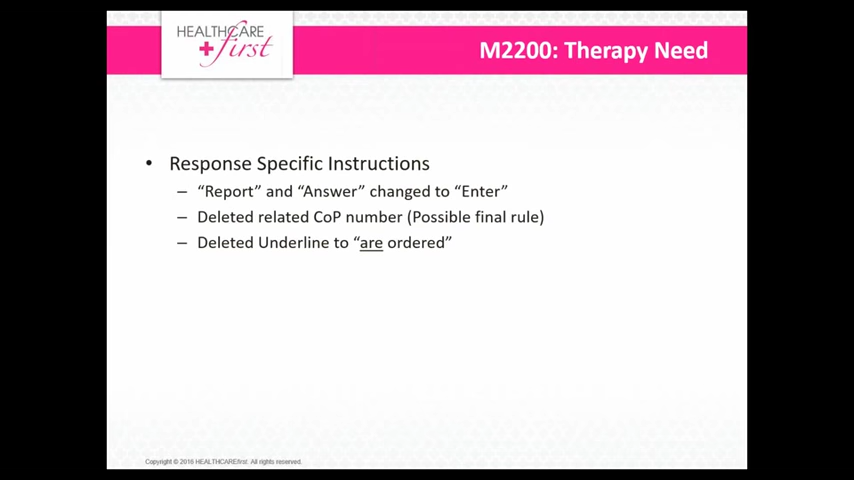 HEALTHCARE
first
M2200: Therapy Need
• Response Specific Instructions
– “Report” and “Answer” changed to “Enter”
– Deleted related CoP number (Possible final rule)
– Deleted Underline to “are ordered”
Copyright © 2016 HEALTHCAREfirst. All rights reserved.